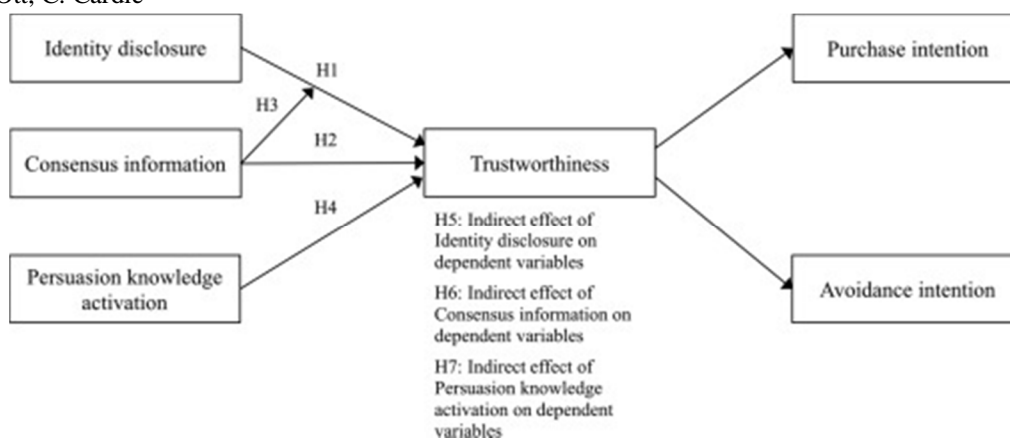 Ott, C. Cardie
Identity disclosure
Purchase intention
H1
H3
Consensus information
H2
Trustworthiness
H4
Persuasion knowledge
activation
H5: Indirect effect of
Identity disclosure on
dependent variables
H6: Indirect effect of
Consensus information on
dependent variables
H7: Indirect effect of
Persuasion knowledge
activation on dependent
variables
Avoidance intention